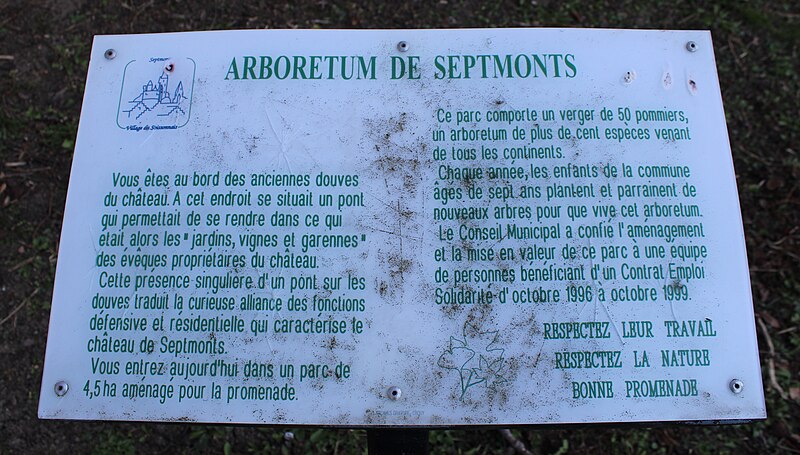 Septmonts
Village du Soissonnais
ARBORETUM DE SEPTMONTS
Vous êtes au bord des anciennes douves
du château. A cet endroit se situait un pont
qui permettait de se rendre dans ce qui
était alors les " jardins, vignes et garennes "
des évêques propriétaires du château.
Cette présence singulière d'un pont sur les
douves traduit la curieuse alliance des fonctions
défensive et résidentielle qui caractérise le
château de Septmonts.
Vous entrez aujourd'hui dans un parc de
4,5 ha aménagé pour la promenade.
Ce parc comporte un verger de 50 pommiers,
un arboretum de plus de cent espèces venant
de tous les continents.
Chaque année, les enfants de la commune
âgés de sept ans plantent et parrainent de
nouveaux arbres pour que vive cet arboretum.
Le Conseil Municipal a confié l'aménagement
et la mise en valeur de ce parc à une équipe
de personnes bénéficiant d'un Contrat Emploi
Solidarité d'octobre 1996 à octobre 1999.
RESPECTEZ LEUR TRAVAIL
RESPECTEZ LA NATURE
BONNE PROMENADE